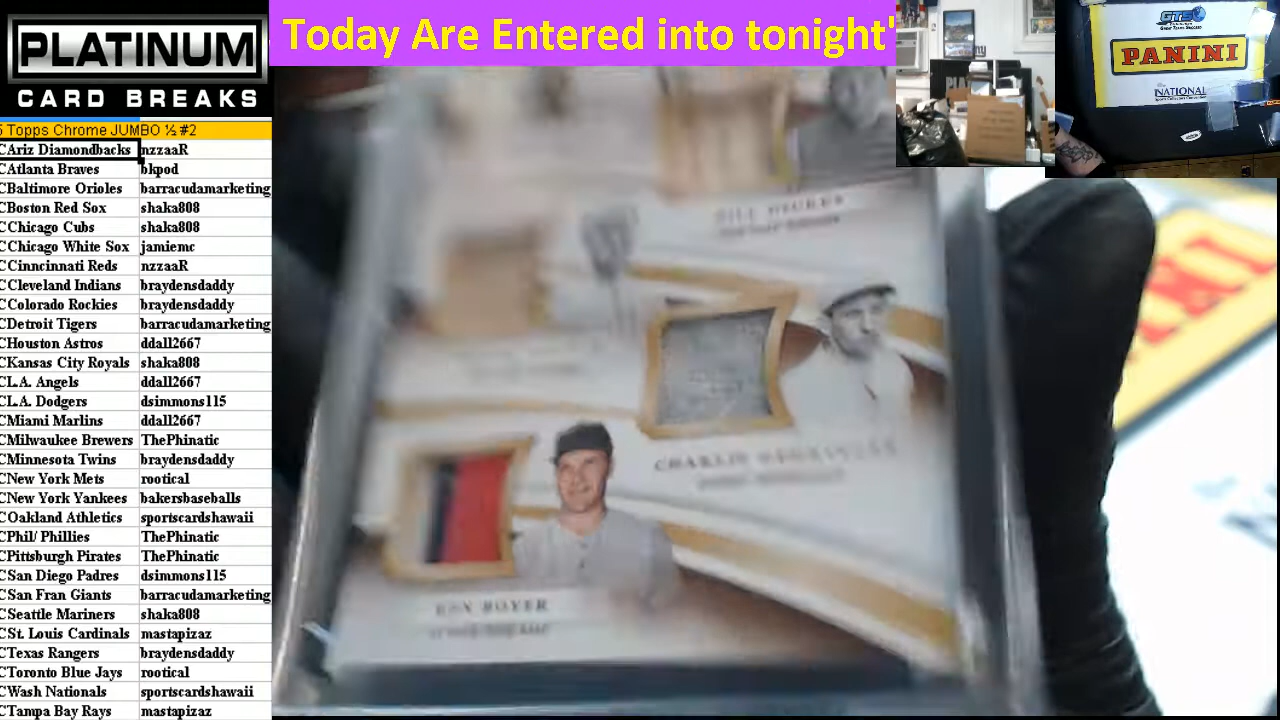 PLATINUM
CARD BREAKS
Today Are Entered into tonight'
5 Topps Chrome JUMBO ½ #2
CAriz Diamondbacks nzzaaR
CAtlanta Braves bkpod
CBaltimore Orioles barracudamarketing
CBoston Red Sox shaka808
CChicago Cubs shaka808
CChicago White Sox jamiemc
CCinncinnati Reds nzzaaR
CCleveland Indians braydensdaddy
CColorado Rockies braydensdaddy
CDetroit Tigers barracudamarketing
CHouston Astros ddall2667
CKansas City Royals shaka808
CL.A. Angels ddall2667
CL.A. Dodgers dsimmons115
CMiami Marlins ddall2667
CMilwaukee Brewers ThePhinatic
CMinnesota Twins braydensdaddy
CNew York Mets rootical
CNew York Yankees bakersbaseballs
COakland Athletics sportscardshawaii
CPhil/ Phillies ThePhinatic
CPittsburgh Pirates ThePhinatic
CSan Diego Padres dsimmons115
CSan Fran Giants barracudamarketing
CSeattle Mariners shaka808
CSt. Louis Cardinals mastapizaz
CTexas Rangers braydensdaddy
CToronto Blue Jays rootical
CWash Nationals sportscardshawaii
CTampa Bay Rays mastapizaz
GTS
PANINI
NATIONAL
BILL DICKEY
CHARLIE GEHRINGER
KEN BOYER